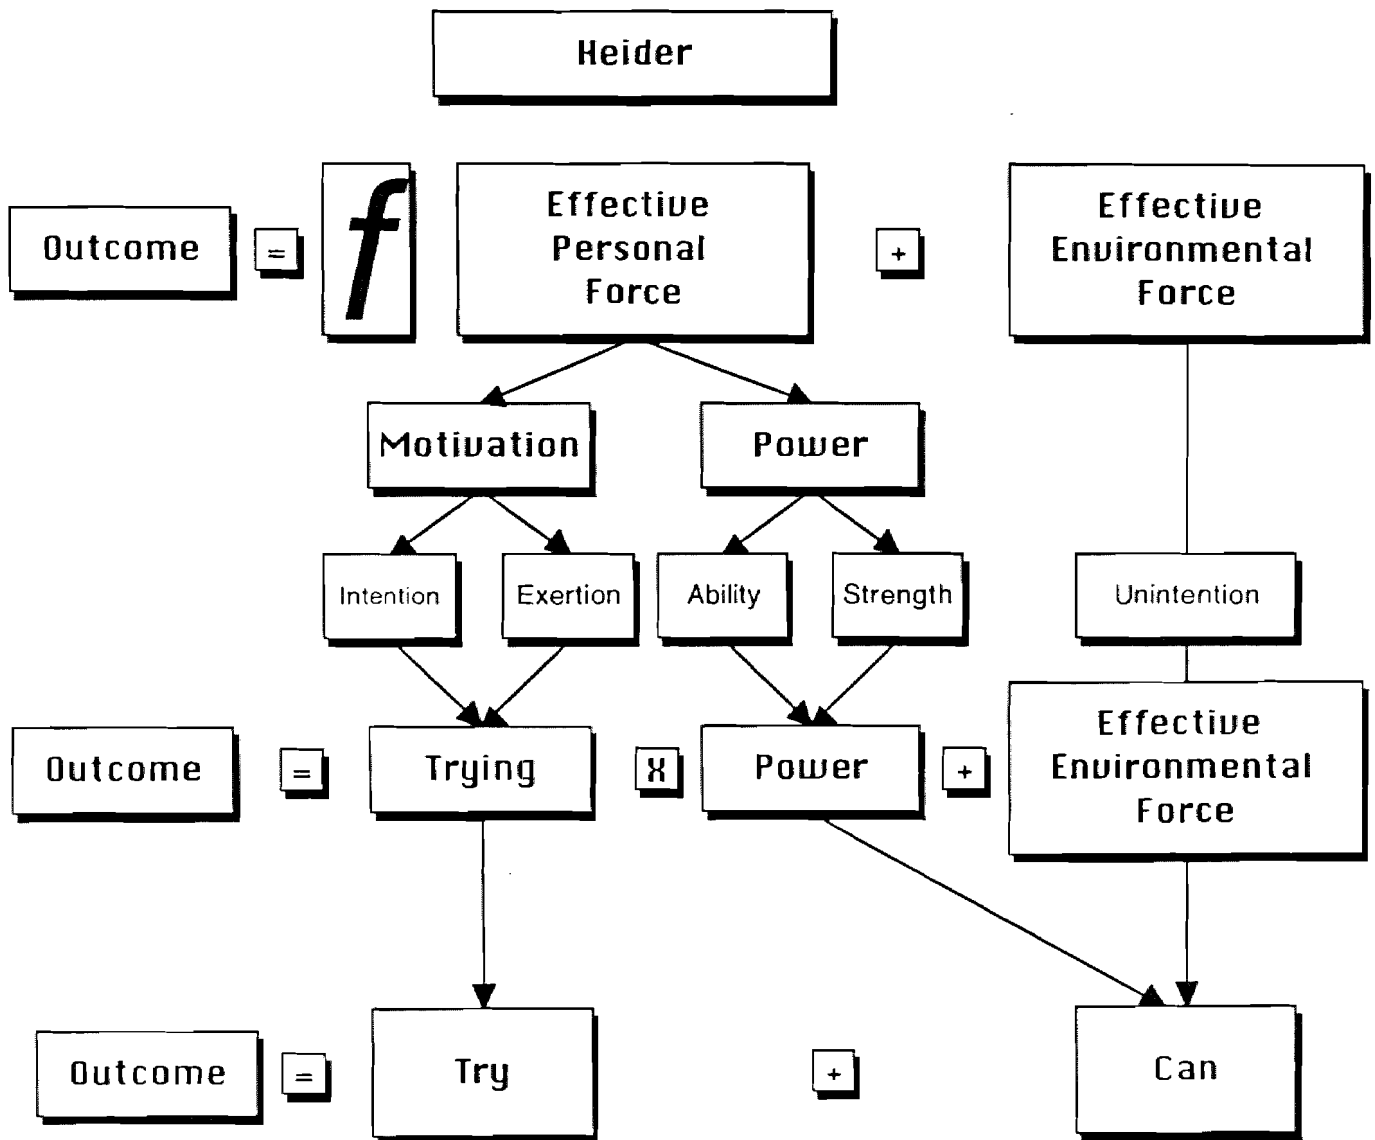 Heider
Outcome
=
f
Effective
Personal
Force
+
Effective
Environmental
Force
Motivation
Power
Intention
Exertion
Ability
Strength
Unintention
Outcome
=
Trying
X
Power
+
Effective
Environmental
Force
Outcome
=
Try
+
Can